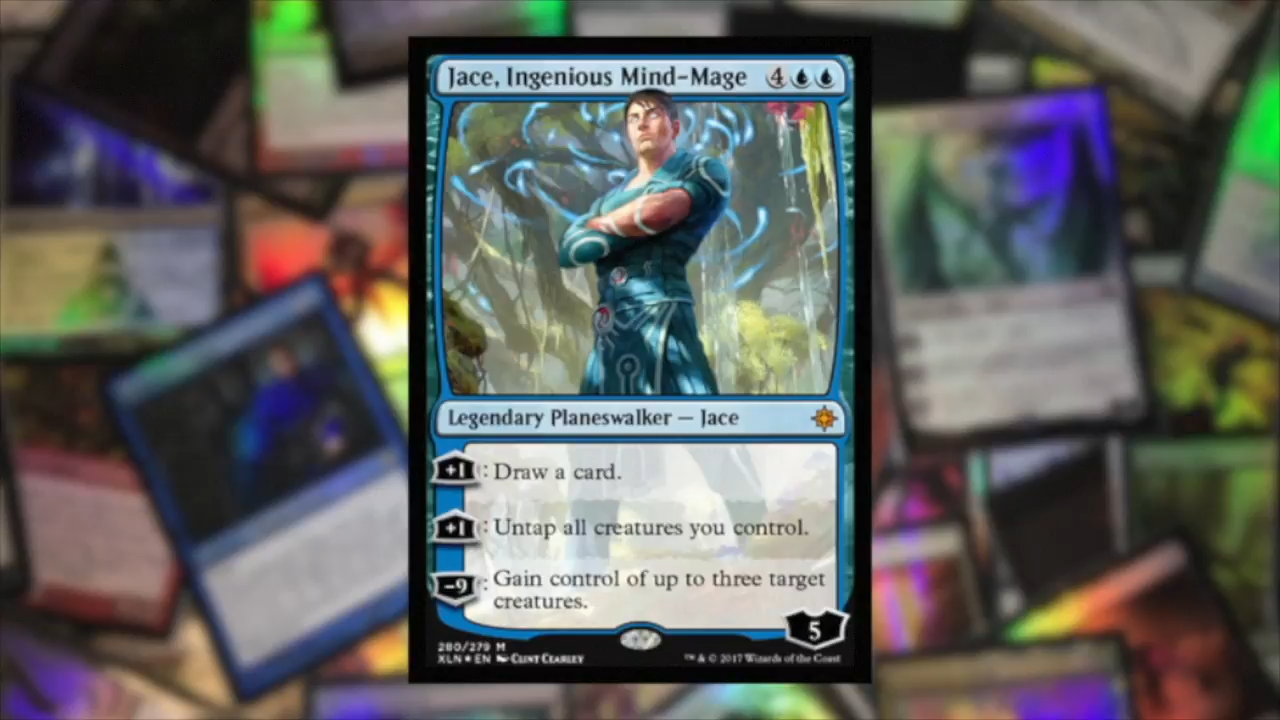 Jace, Ingenious Mind-Mage 4
Legendary Planeswalker — Jace
+1: Draw a card.
+1: Untap all creatures you control.
-9: Gain control of up to three target
creatures.
5
280/279 M
XLN★EN Clint Cearley
™ & © 2017 Wizards of the Coast